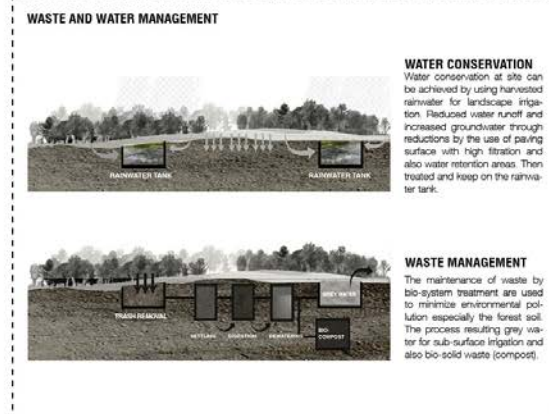 WASTE AND WATER MANAGEMENT
WATER CONSERVATION
Water conservation at site can
be achieved by using harvested
rainwater for landscape irriga-
tion. Reduced water runoff and
increased groundwater through
reductions by the use of paving
surface with high filtration and
also water retention areas. Then
treated and keep on the rainwa-
ter tank.
RAINWATER TANK
RAINWATER TANK
WASTE MANAGEMENT
The maintenance of waste by
bio-system treatment are used
to minimize environmental pol-
lution especially the forest soil.
The process resulting grey wa-
ter for sub-surface irrigation and
also bio-solid waste (compost).
GREY WATER
TRASH REMOVAL
SETTLING
DIGESTION
DEWATERING
BIO
COMPOST